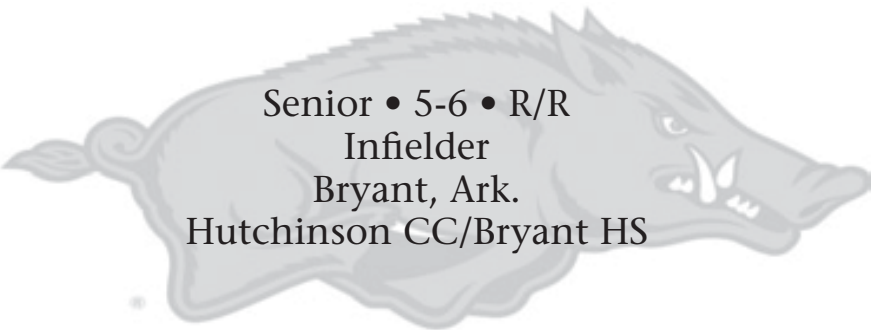 Senior • 5-6 • R/R
Infielder
Bryant, Ark.
Hutchinson CC/Bryant HS